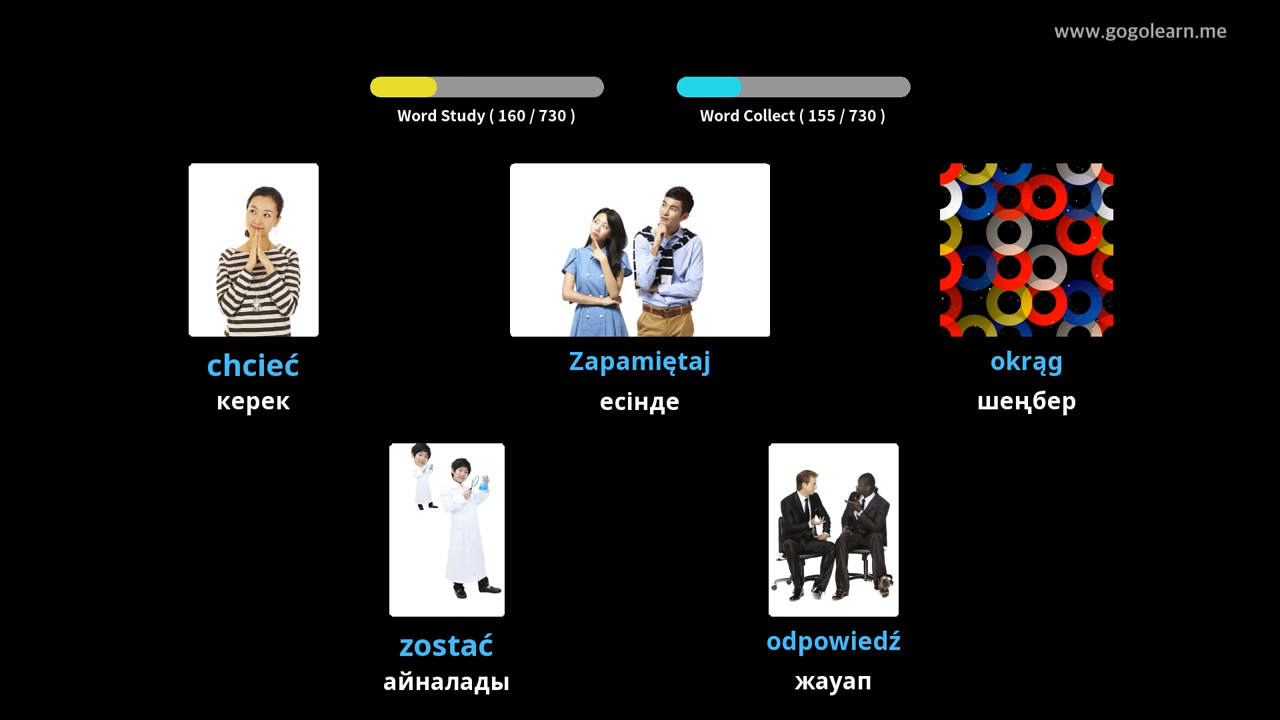 www.gogolearn.me
Word Study ( 160 / 730 )
Word Collect ( 155 / 730 )
chcieć
керек
Zapamiętaj
есінде
okrąg
шеңбер
zostać
айналады
odpowiedź
жауап